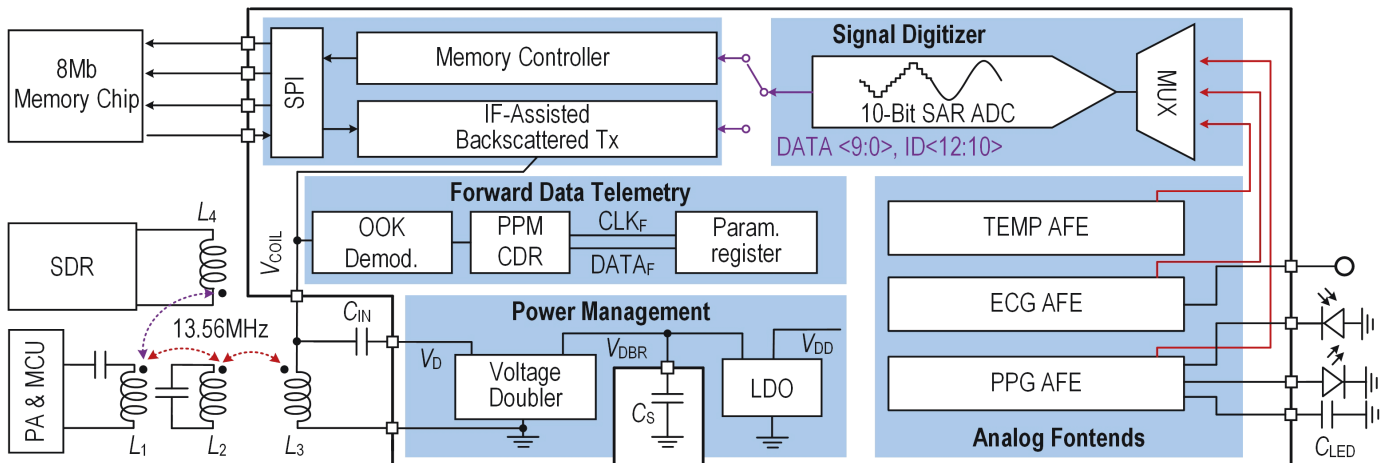 8Mb
Memory Chip
SPI
Memory Controller
IF-Assisted
Backscattered Tx
Signal Digitizer
10-Bit SAR ADC
MUX
DATA <9:0>, ID<12:10>
Forward Data Telemetry
OOK
Demod.
PPM
CDR
CLKF
DATAF
Param.
register
VCOIL
SDR
L4
13.56MHz
PA & MCU
L1
L2
L3
CIN
Power Management
VD
Voltage
Doubler
VDBR
CS
LDO
VDD
TEMP AFE
ECG AFE
PPG AFE
Analog Fontends
CLED